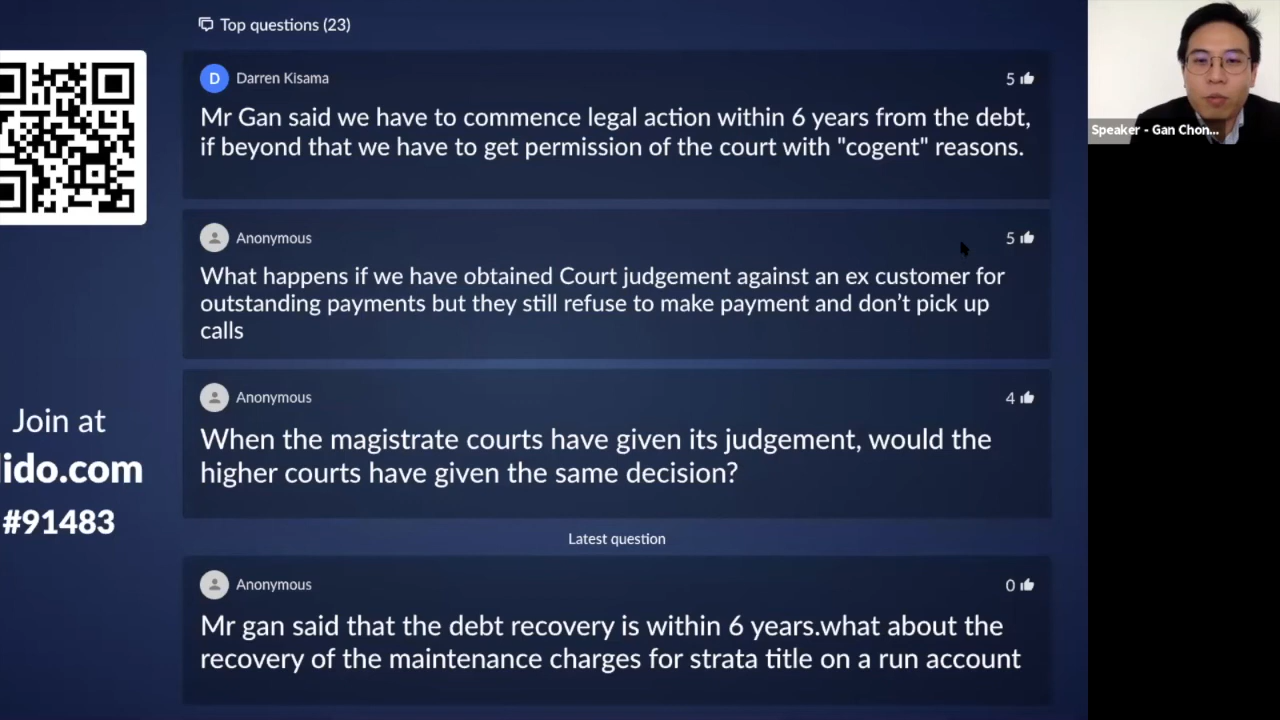 Top questions (23)
D Darren Kisama 5
Mr Gan said we have to commence legal action within 6 years from the debt,
if beyond that we have to get permission of the court with "cogent" reasons.
Anonymous 5
What happens if we have obtained Court judgement against an ex customer for
outstanding payments but they still refuse to make payment and don't pick up
calls
Anonymous 4
When the magistrate courts have given its judgement, would the
higher courts have given the same decision?
Latest question
Anonymous 0
Mr gan said that the debt recovery is within 6 years.what about the
recovery of the maintenance charges for strata title on a run account
Join at
lido.com
#91483
Speaker - Gan Chon...